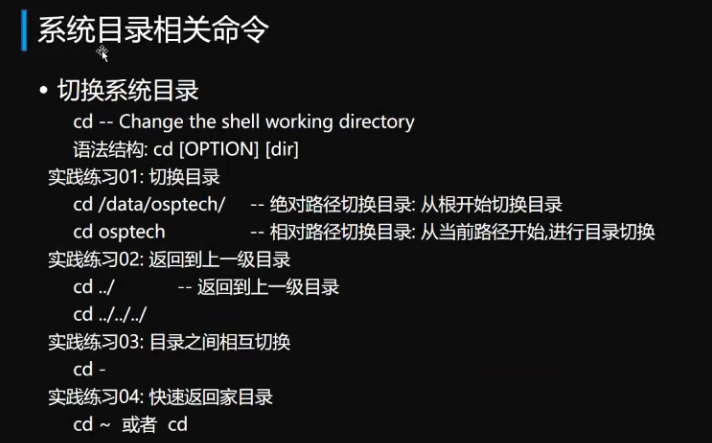 系统目录相关命令
• 切换系统目录
cd -- Change the shell working directory
语法结构: cd [OPTION] [dir]
实践练习01: 切换目录
cd /data/osptech/ -- 绝对路径切换目录: 从根开始切换目录
cd osptech -- 相对路径切换目录: 从当前路径开始,进行目录切换
实践练习02: 返回到上一级目录
cd ../ -- 返回到上一级目录
cd ../../../
实践练习03: 目录之间相互切换
cd -
实践练习04: 快速返回家目录
cd ~ 或者 cd